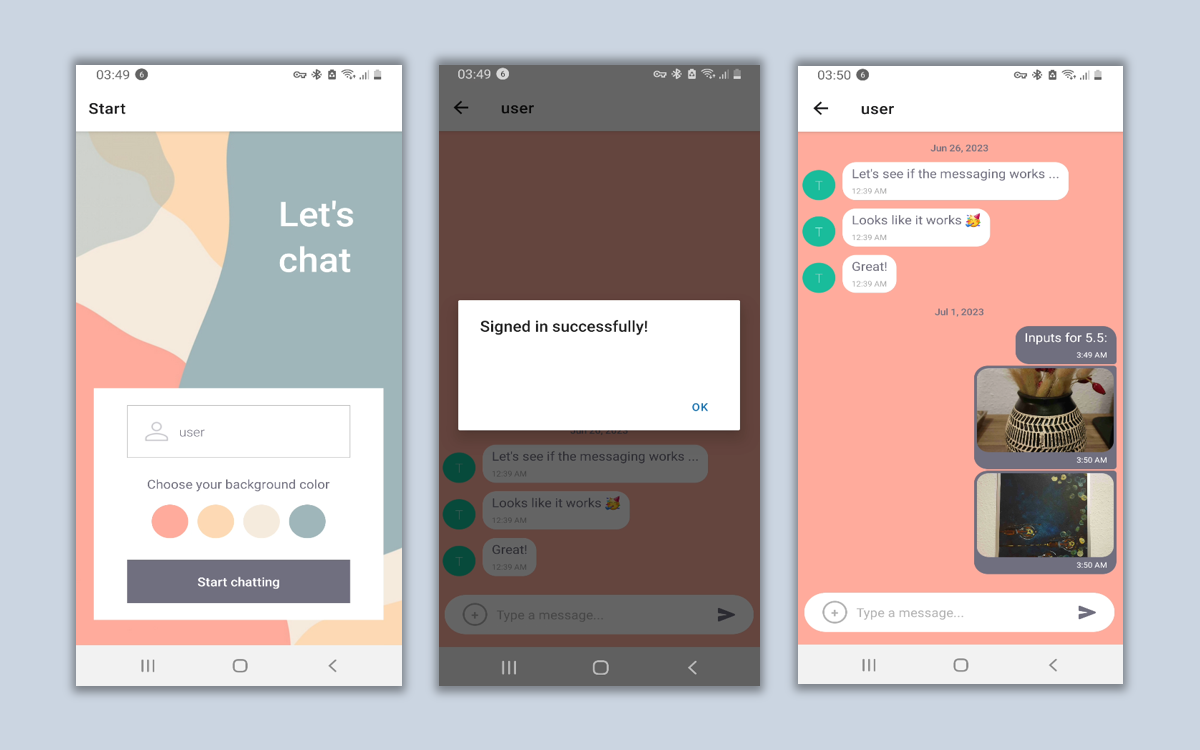 03:49 6
Start
Let's
chat
user
Choose your background color
Start chatting
03:49 6
user
Signed in successfully!
OK
Jun 26, 2023
T
Let's see if the messaging works ...
12:39 AM
T
Looks like it works 🥳
12:39 AM
T
Great!
12:39 AM
Type a message...
03:50 6
user
Jun 26, 2023
T
Let's see if the messaging works ...
12:39 AM
T
Looks like it works 🥳
12:39 AM
T
Great!
12:39 AM
Jul 1, 2023
Inputs for 5.5:
3:49 AM
3:50 AM
3:50 AM
Type a message...